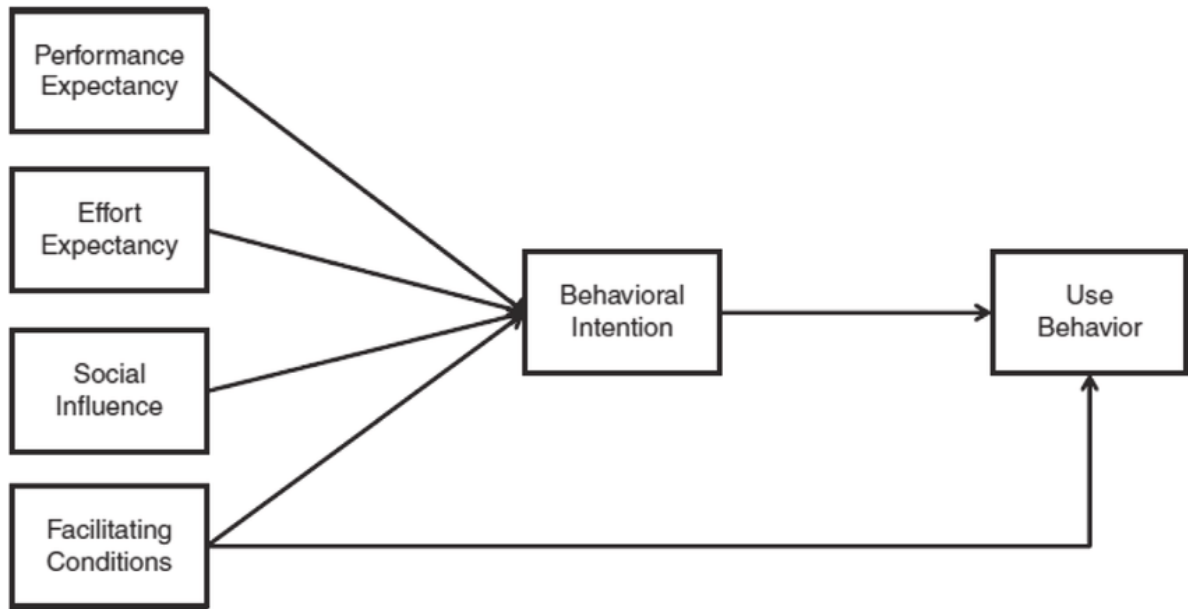 Performance
Expectancy
Effort
Expectancy
Social
Influence
Facilitating
Conditions
Behavioral
Intention
Use
Behavior